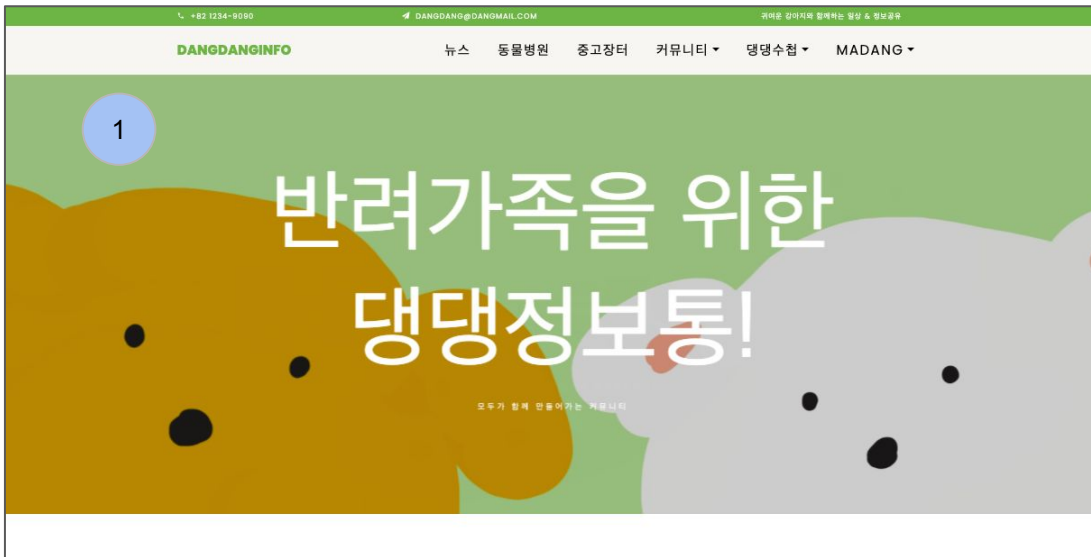 +82 1234-9090
DANGDANG@DANGMAIL.COM
귀여운 강아지와 함께하는 일상 & 정보공유
DANGDANGINFO
뉴스 동물병원 중고장터 커뮤니티 댕댕수첩 MADANG
1
반려가족을 위한
댕댕정보통!
모두가 함께 만들어가는 커뮤니티